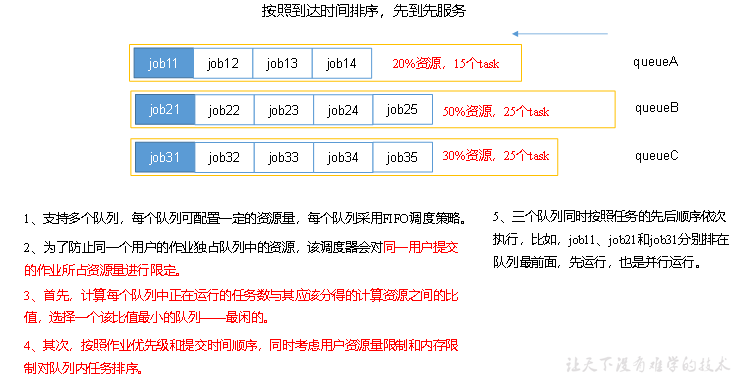 按照到达时间排序，先到先服务
job11 job12 job13 job14 20%资源，15个task queueA
job21 job22 job23 job24 job25 50%资源，25个task queueB
job31 job32 job33 job34 job35 30%资源，25个task queueC
1、支持多个队列，每个队列可配置一定的资源量，每个队列采用FIFO调度策略。
2、为了防止同一个用户的作业独占队列中的资源，该调度器会对同一用户提交
的作业所占资源量进行限定。
3、首先，计算每个队列中正在运行的任务数与其应该分得的计算资源之间的比
值，选择一个该比值最小的队列——最闲的。
4、其次，按照作业优先级和提交时间顺序，同时考虑用户资源量限制和内存限
制对队列内任务排序。
5、三个队列同时按照任务的先后顺序依次
执行，比如，job11、job21和job31分别排在
队列最前面，先运行，也是并行运行。
让天下没有难学的技术